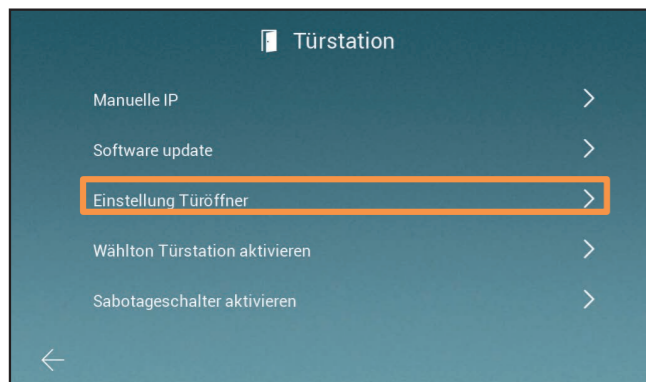 Türstation
Manuelle IP
Software update
Einstellung Türöffner
Wählton Türstation aktivieren
Sabotageschalter aktivieren